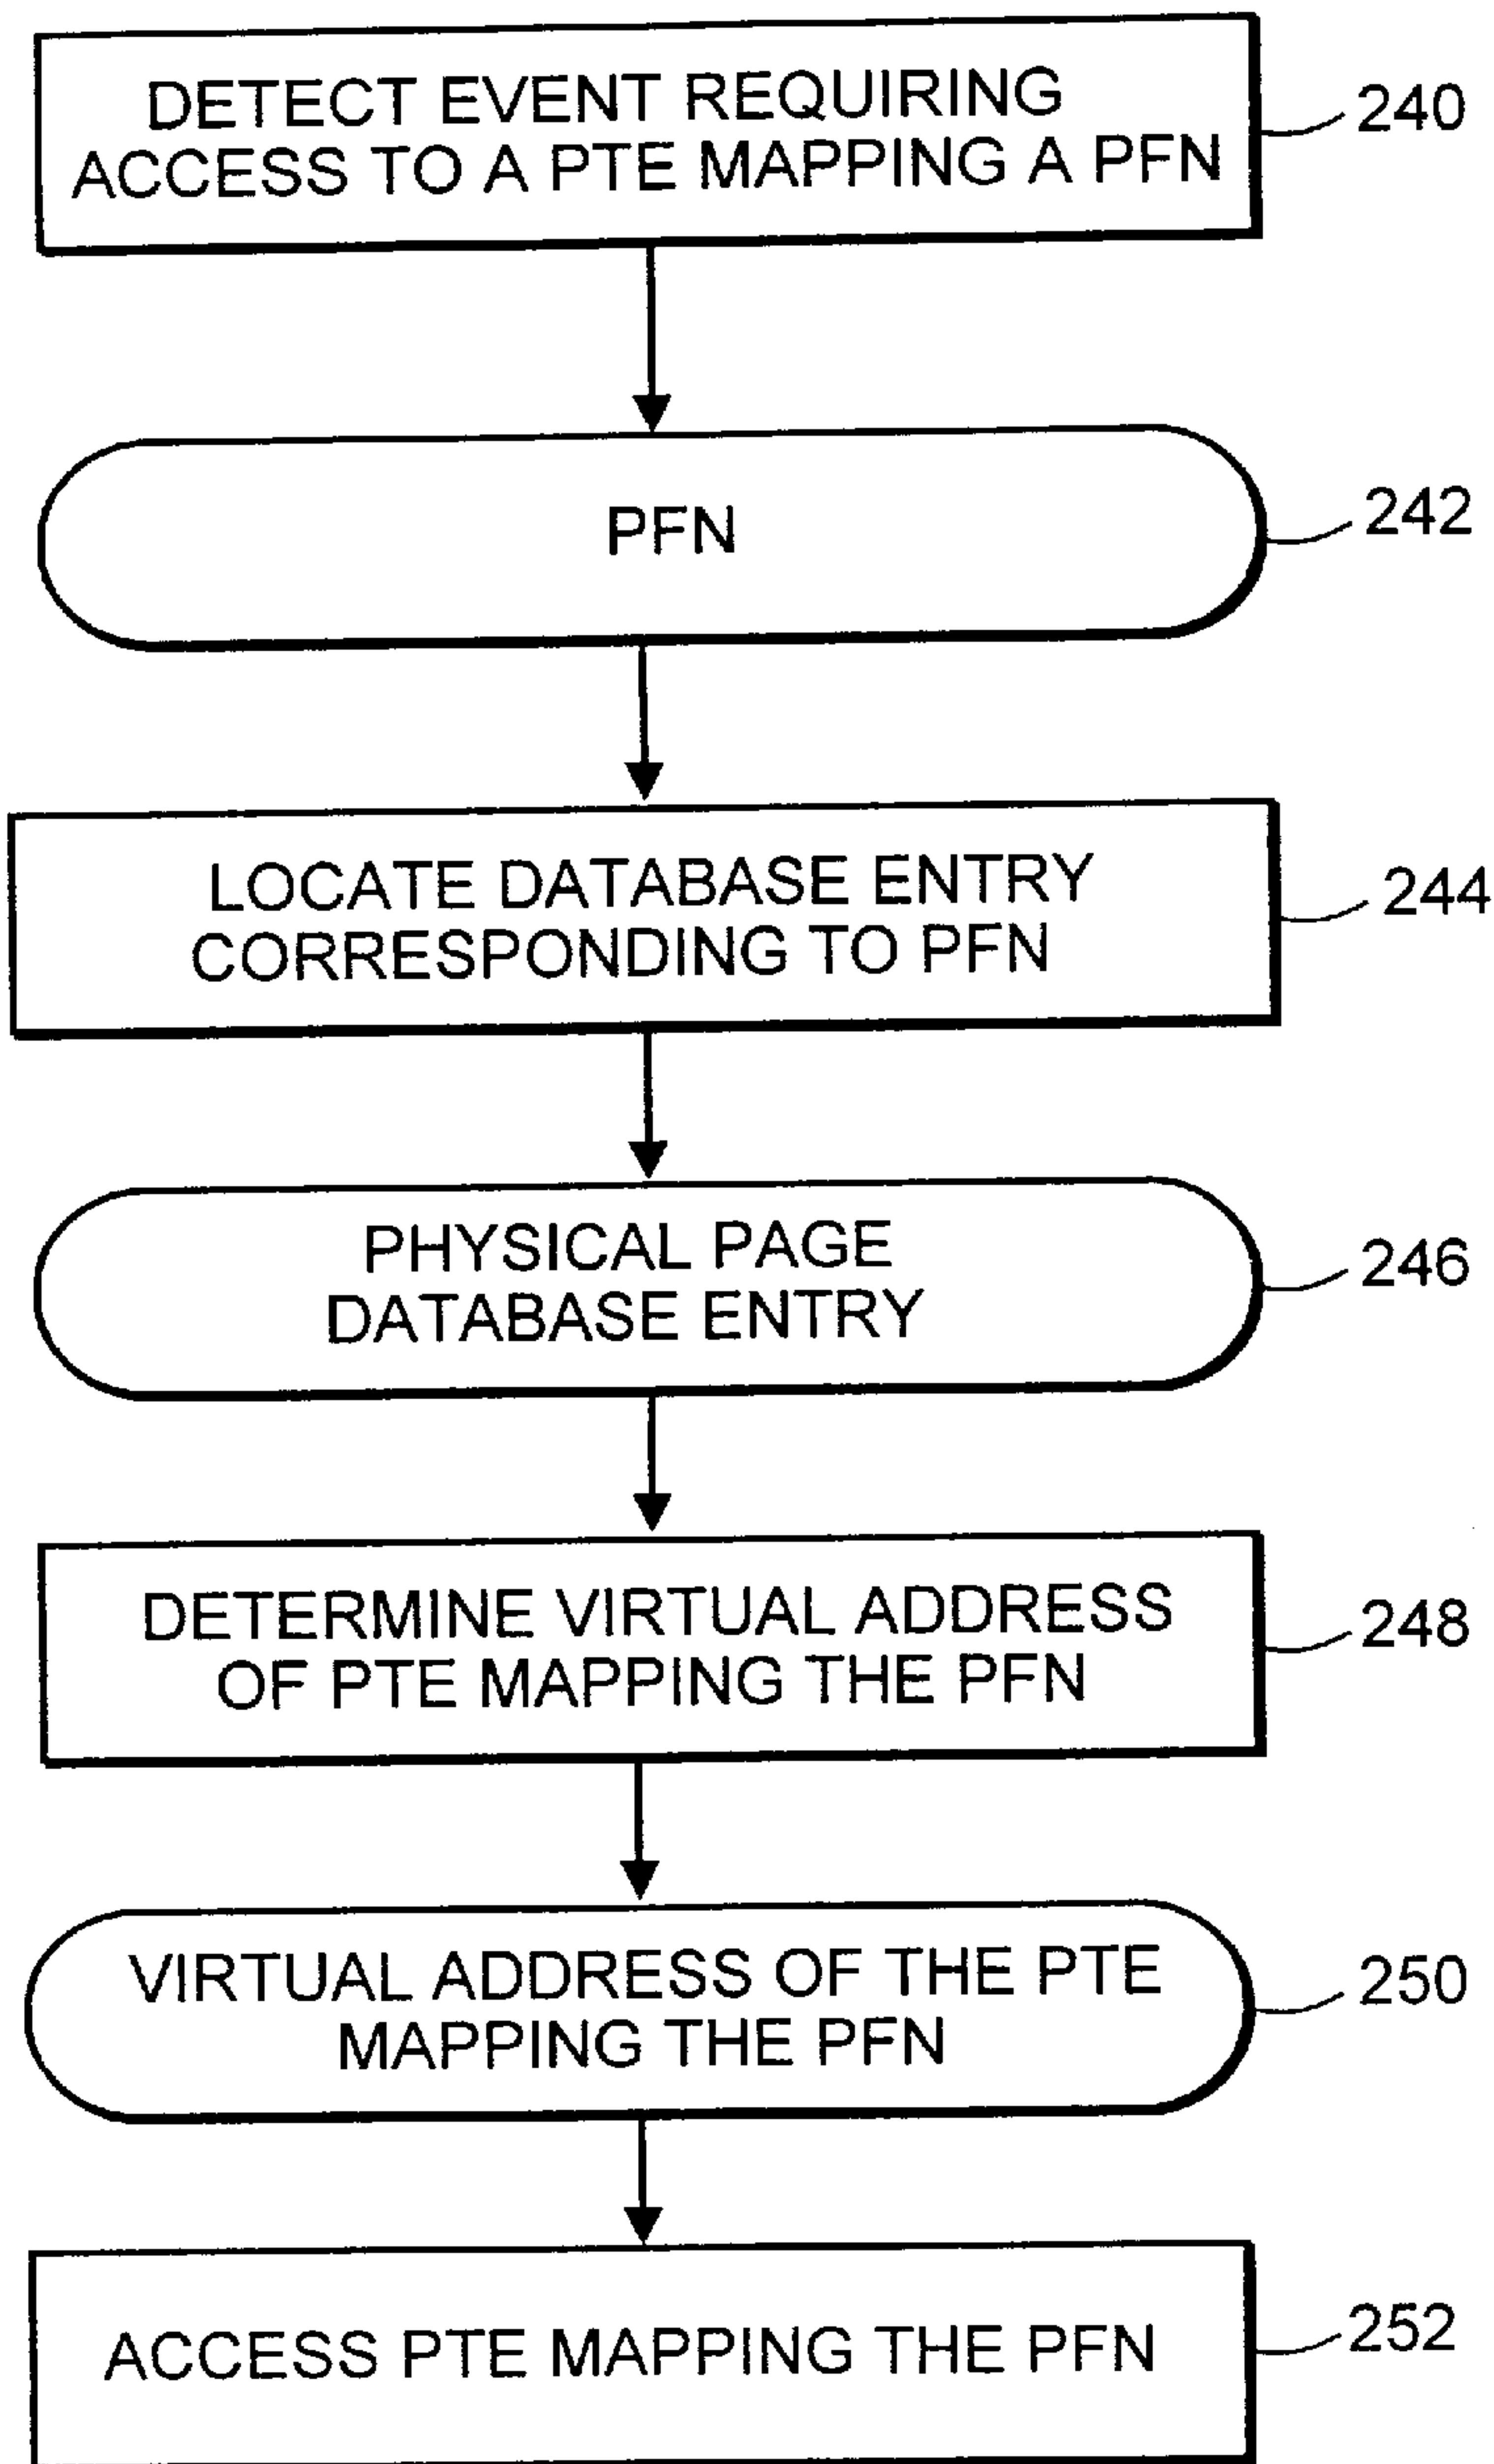 DETECT EVENT REQUIRING
ACCESS TO A PTE MAPPING A PFN
240
PFN
242
LOCATE DATABASE ENTRY
CORRESPONDING TO PFN
244
PHYSICAL PAGE
DATABASE ENTRY
246
DETERMINE VIRTUAL ADDRESS
OF PTE MAPPING THE PFN
248
VIRTUAL ADDRESS OF THE PTE
MAPPING THE PFN
250
ACCESS PTE MAPPING THE PFN
252